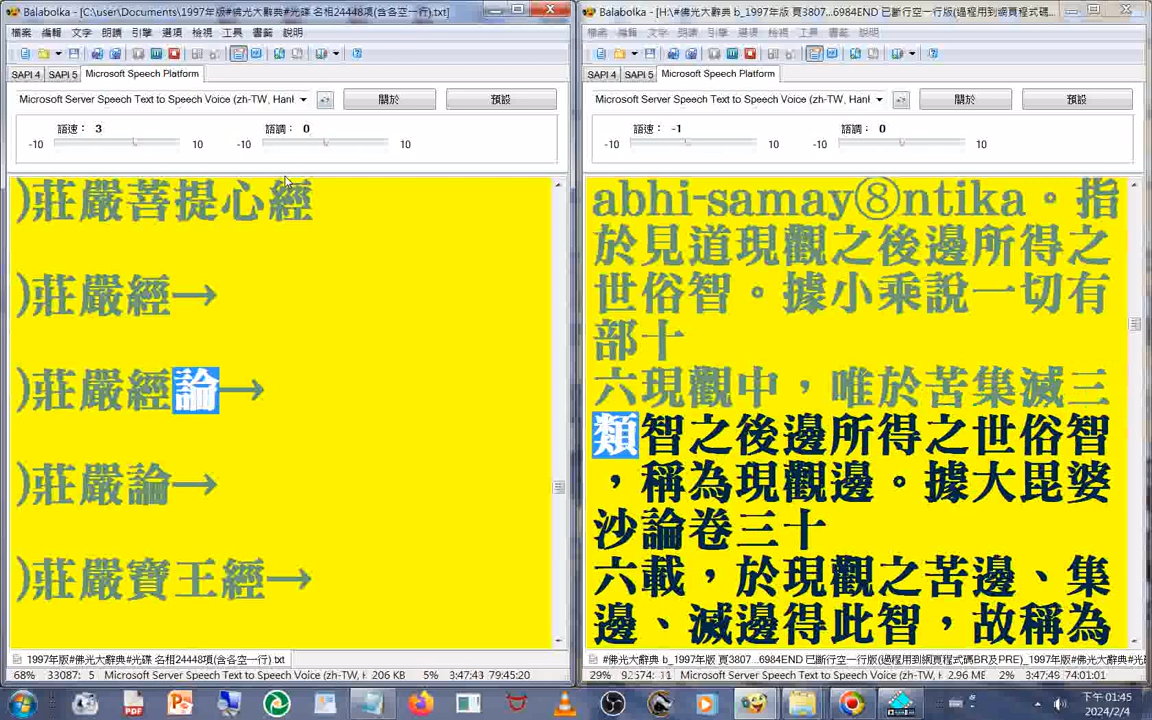 Balabolka - [C:\user\Documents\1997年版#佛光大辭典#光碟 名相24448項(含各空一行).txt]
檔案 編輯 文字 朗讀 引擎 選項 檢視 工具 書籤 說明
SAPI 4 SAPI 5 Microsoft Speech Platform
Microsoft Server Speech Text to Speech Voice (zh-TW, Hanl
關於 預設
語速： 3 語調： 0
-10 10 -10 10
)莊嚴菩提心經
)莊嚴經→
)莊嚴經論→
)莊嚴論→
)莊嚴寶王經→
1997年版#佛光大辭典#光碟 名相24448項(含各空一行).txt
68% 33087: 5 Microsoft Server Speech Text to Speech Voice (zh-TW, H 206 KB 5% 3:47:43 79:45:20
Balabolka - [H:\#佛光大辭典 b_1997年版 頁3807...6984END 已斷行空一行版(過程用到網頁程式碼...
檔案 編輯 文字 朗讀 引擎 選項 檢視 工具 書籤 說明
SAPI 4 SAPI 5 Microsoft Speech Platform
Microsoft Server Speech Text to Speech Voice (zh-TW, Hanl
關於 預設
語速： -1 語調： 0
-10 10 -10 10
abhi-samay⑧ntika。指
於見道現觀之後邊所得之
世俗智。據小乘說一切有
部十
六現觀中，唯於苦集滅三
類智之後邊所得之世俗智
，稱為現觀邊。據大毘婆
沙論卷三十
六載，於現觀之苦邊、集
邊、滅邊得此智，故稱為
#佛光大辭典 b_1997年版 頁3807...6984END 已斷行空一行版(過程用到網頁程式碼BR及PRE)_1997年版#佛光
29% 92374: 11 Microsoft Server Speech Text to Speech Voice (zh-TW, H 2.96 ME 2% 3:47:49 74:01:01
下午 01:45
2024/2/4